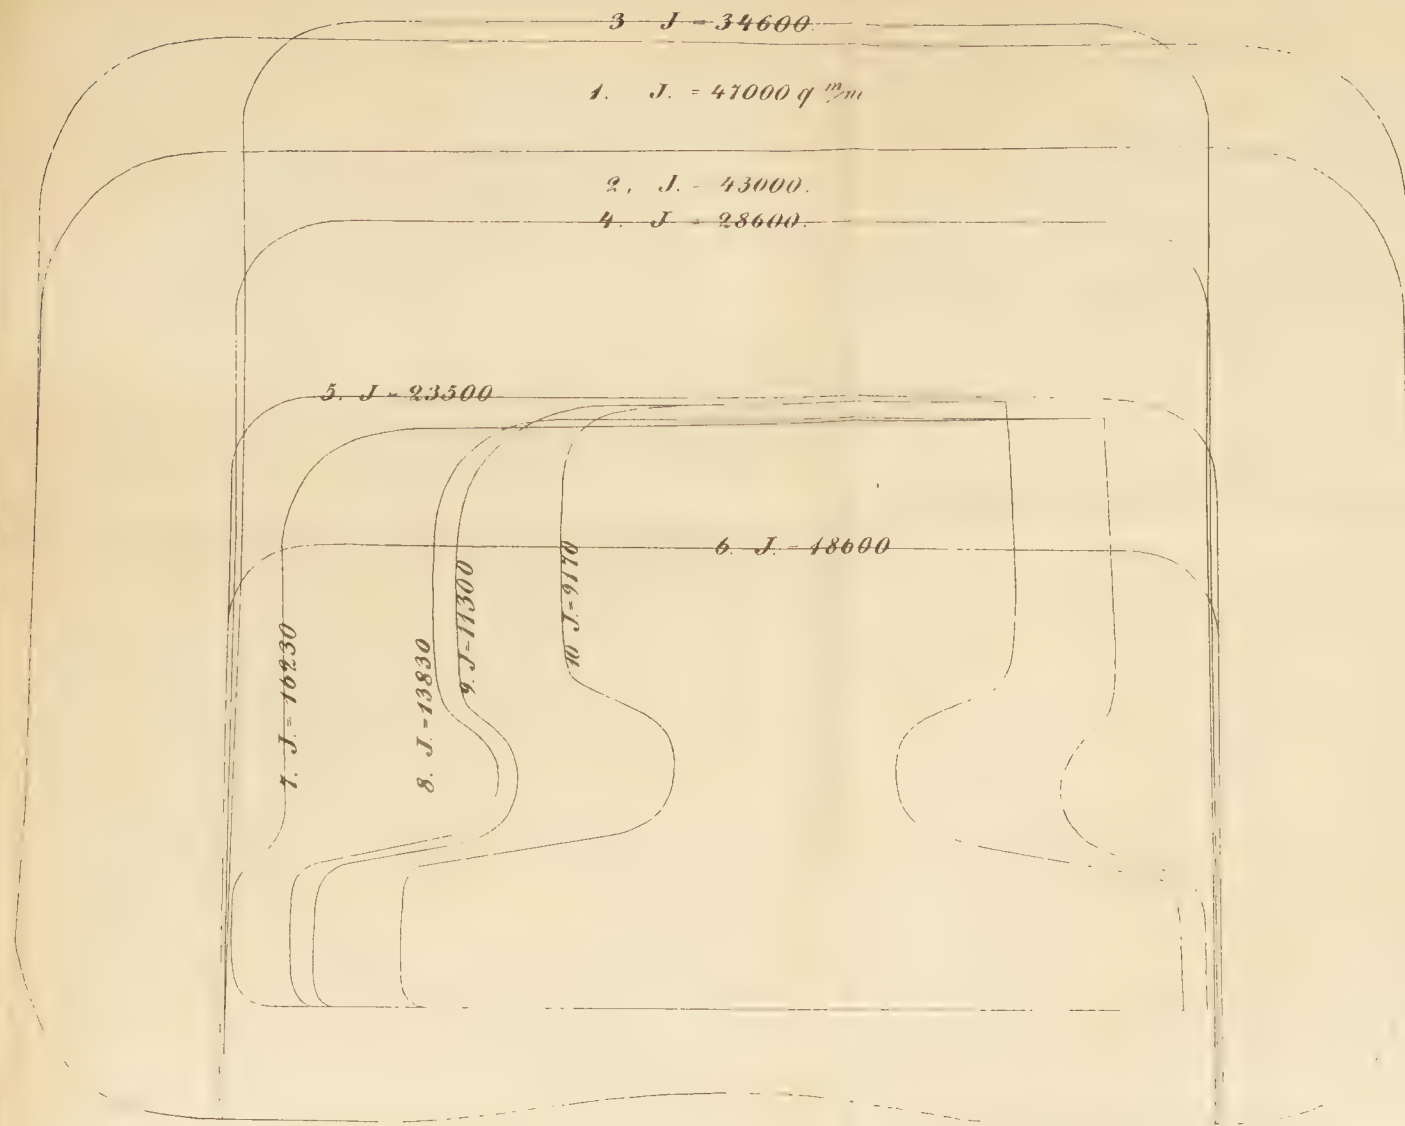 3 J = 34600.
1. J. = 47000 q m/m
2. J. - 43000.
4. J = 28600.
5. J = 23500
6. J. - 18600
7. J. = 16230
8. J. = 13830
9. J = 11300
10 J = 9170